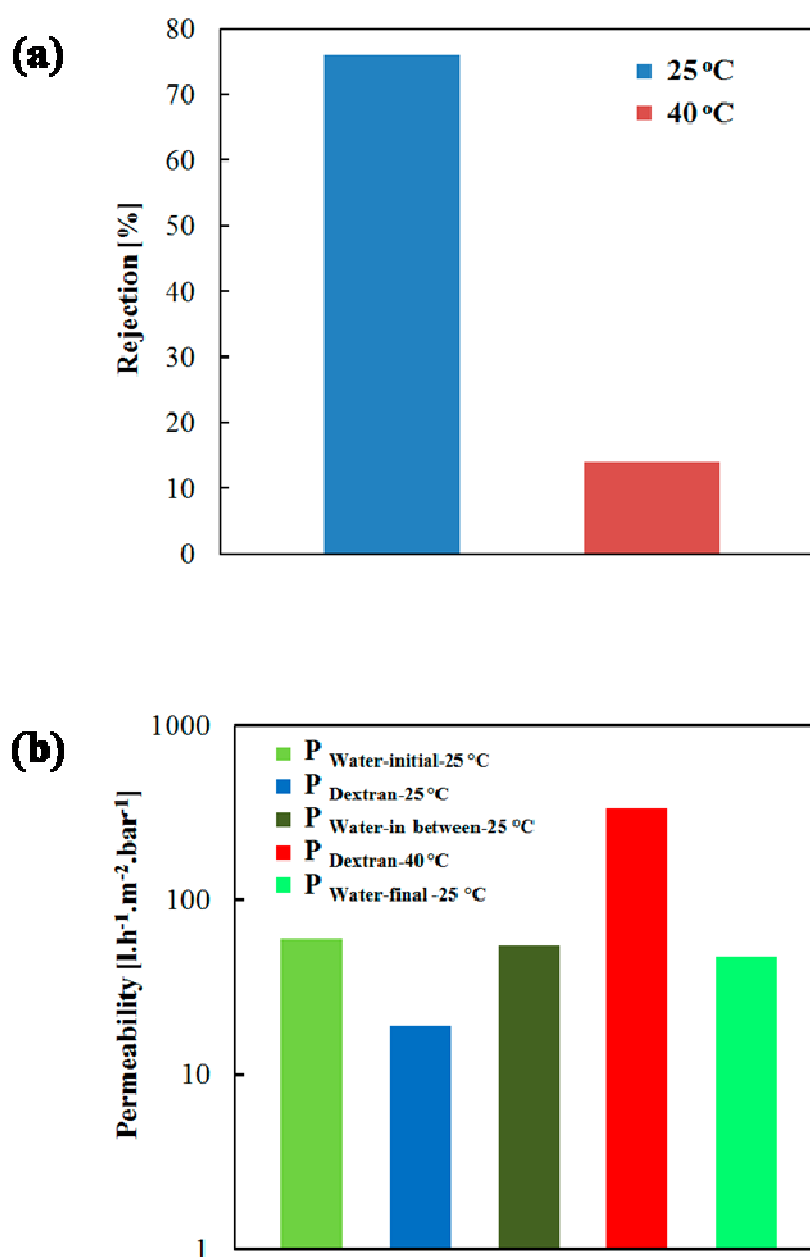 (a)
80
70
60
50
40
30
20
10
0
Rejection [%]
25 °C
40 °C
(b)
1000
100
10
1
Permeability [l.h⁻¹.m⁻².bar⁻¹]
P Water-initial-25 °C
P Dextran-25 °C
P Water-in between-25 °C
P Dextran-40 °C
P Water-final -25 °C